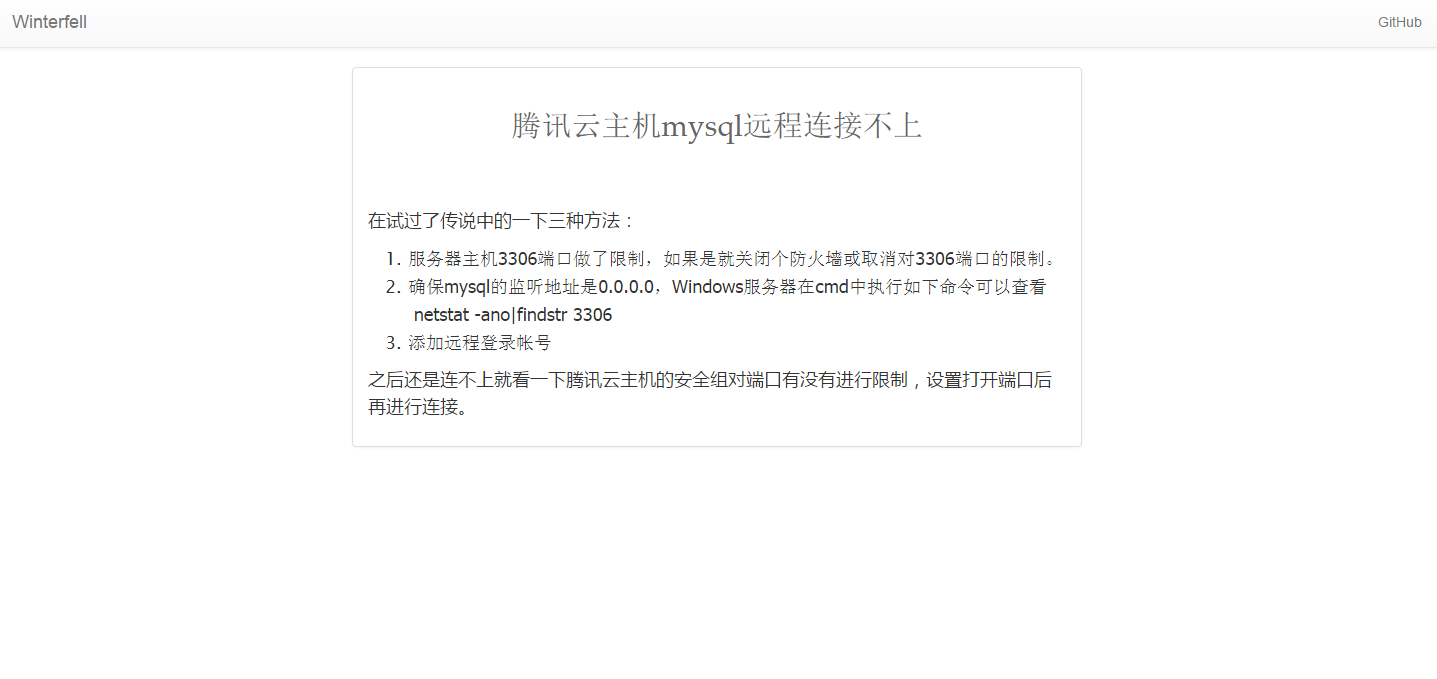 Winterfell
GitHub
腾讯云主机mysql远程连接不上
在试过了传说中的一下三种方法：
1. 服务器主机3306端口做了限制，如果是就关闭个防火墙或取消对3306端口的限制。
2. 确保mysql的监听地址是0.0.0.0，Windows服务器在cmd中执行如下命令可以查看
netstat -ano|findstr 3306
3. 添加远程登录帐号
之后还是连不上就看一下腾讯云主机的安全组对端口有没有进行限制，设置打开端口后
再进行连接。